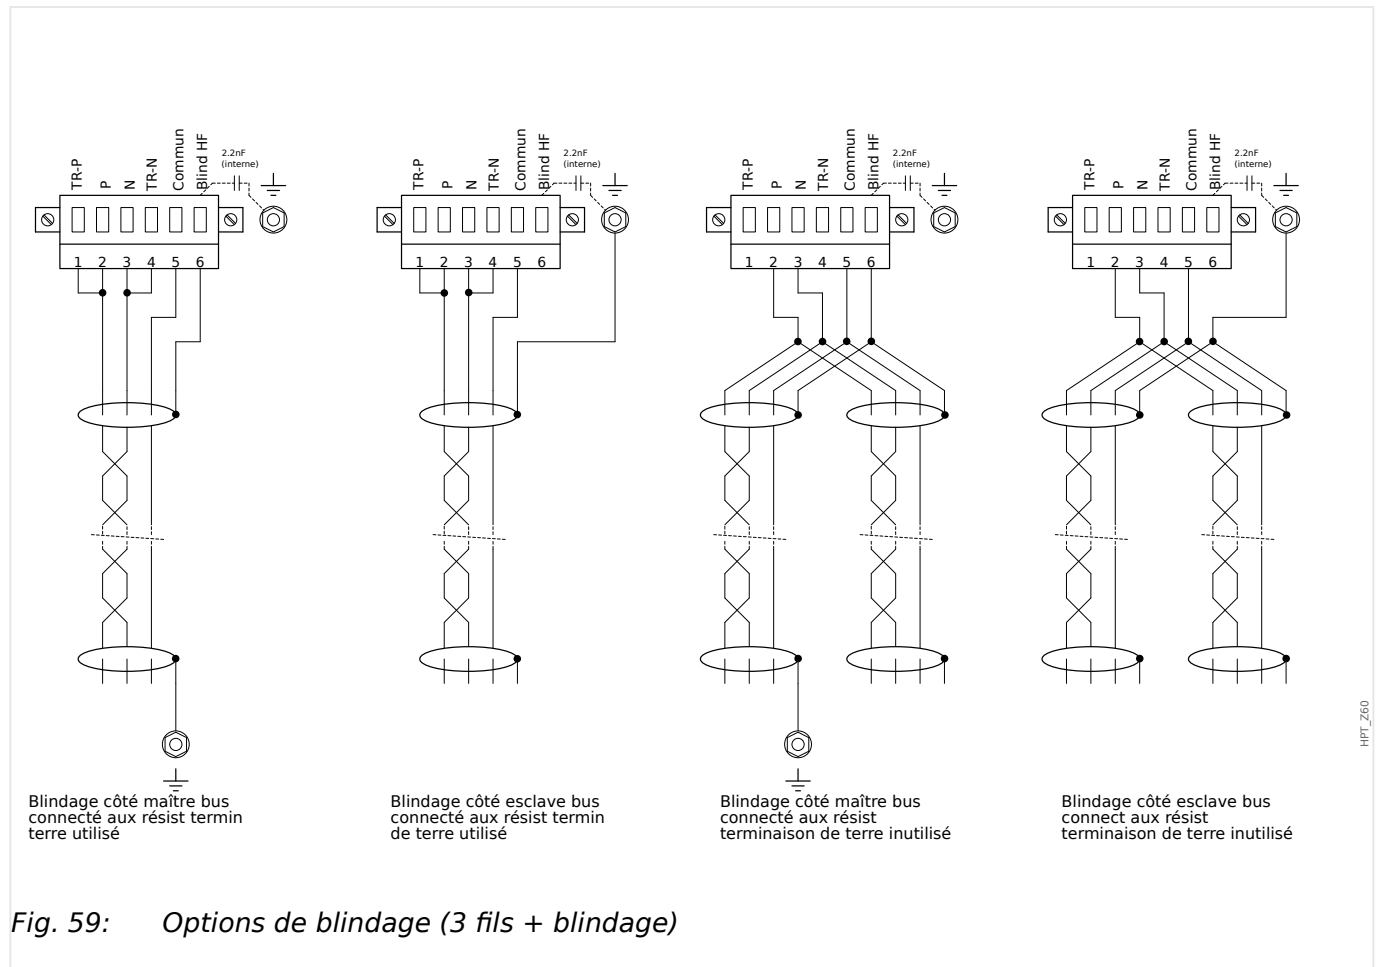 TR-P P N TR-N Commun Blind HF
2.2nF
(interne)
1 2 3 4 5 6
TR-P P N TR-N Commun Blind HF
2.2nF
(interne)
1 2 3 4 5 6
TR-P P N TR-N Commun Blind HF
2.2nF
(interne)
1 2 3 4 5 6
TR-P P N TR-N Commun Blind HF
2.2nF
(interne)
1 2 3 4 5 6
HPT_Z60
Blindage côté maître bus
connecté aux résist termin
terre utilisé
Blindage côté esclave bus
connecté aux résist termin
de terre utilisé
Blindage côté maître bus
connecté aux résist
terminaison de terre inutilisé
Blindage côté esclave bus
connect aux résist
terminaison de terre inutilisé
Fig. 59: Options de blindage (3 fils + blindage)